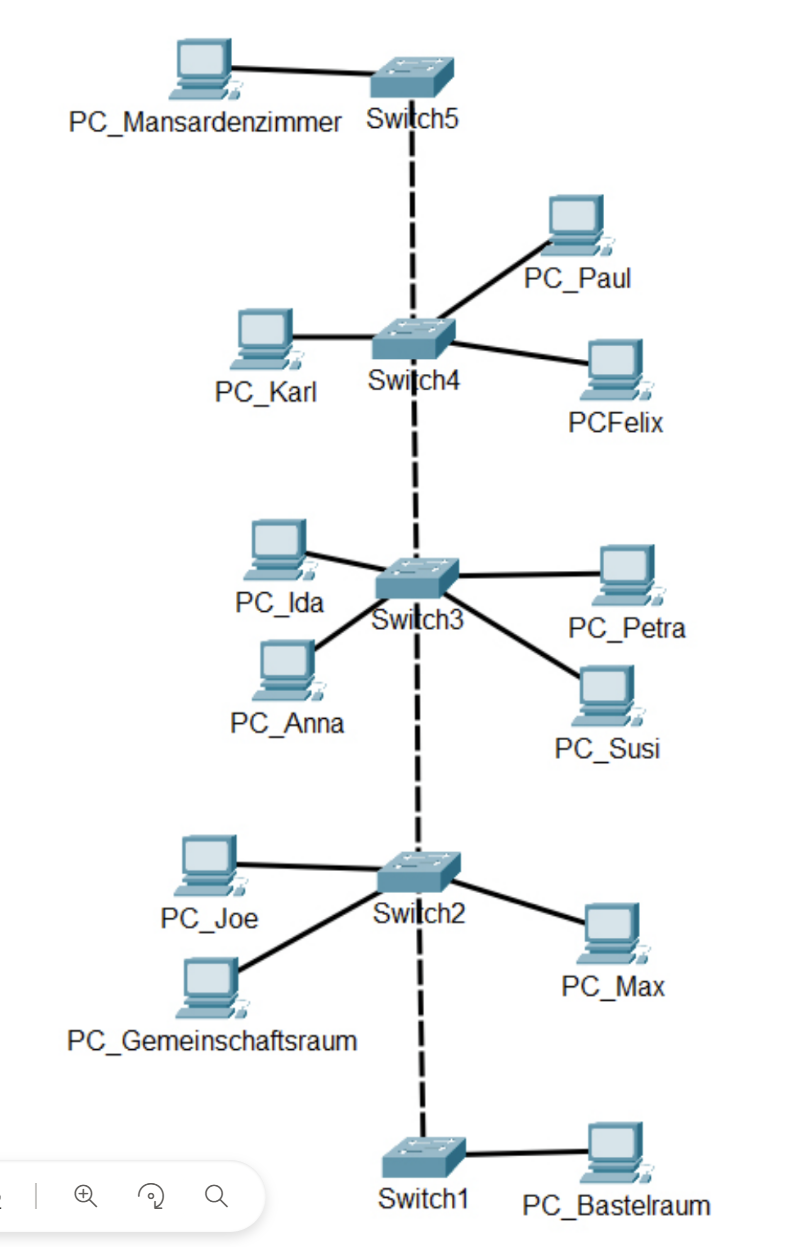 PC_Mansardenzimmer
Switch5
PC_Paul
PC_Karl
Switch4
PCFelix
PC_Ida
Switch3
PC_Petra
PC_Anna
PC_Susi
PC_Joe
Switch2
PC_Max
PC_Gemeinschaftsraum
Switch1
PC_Bastelraum